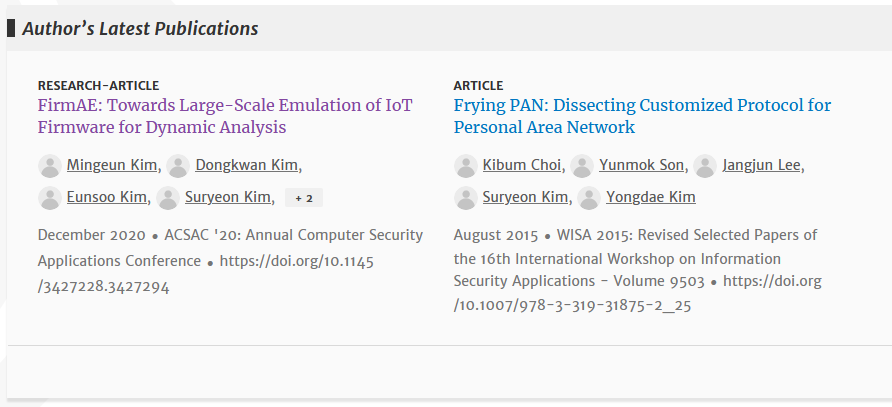 Author's Latest Publications
RESEARCH-ARTICLE
FirmAE: Towards Large-Scale Emulation of IoT
Firmware for Dynamic Analysis
Mingeun Kim, Dongkwan Kim,
Eunsoo Kim, Suryeon Kim, + 2
December 2020 • ACSAC '20: Annual Computer Security
Applications Conference • https://doi.org/10.1145
/3427228.3427294
ARTICLE
Frying PAN: Dissecting Customized Protocol for
Personal Area Network
Kibum Choi, Yunmok Son, Jangjun Lee,
Suryeon Kim, Yongdae Kim
August 2015 • WISA 2015: Revised Selected Papers of
the 16th International Workshop on Information
Security Applications - Volume 9503 • https://doi.org
/10.1007/978-3-319-31875-2_25